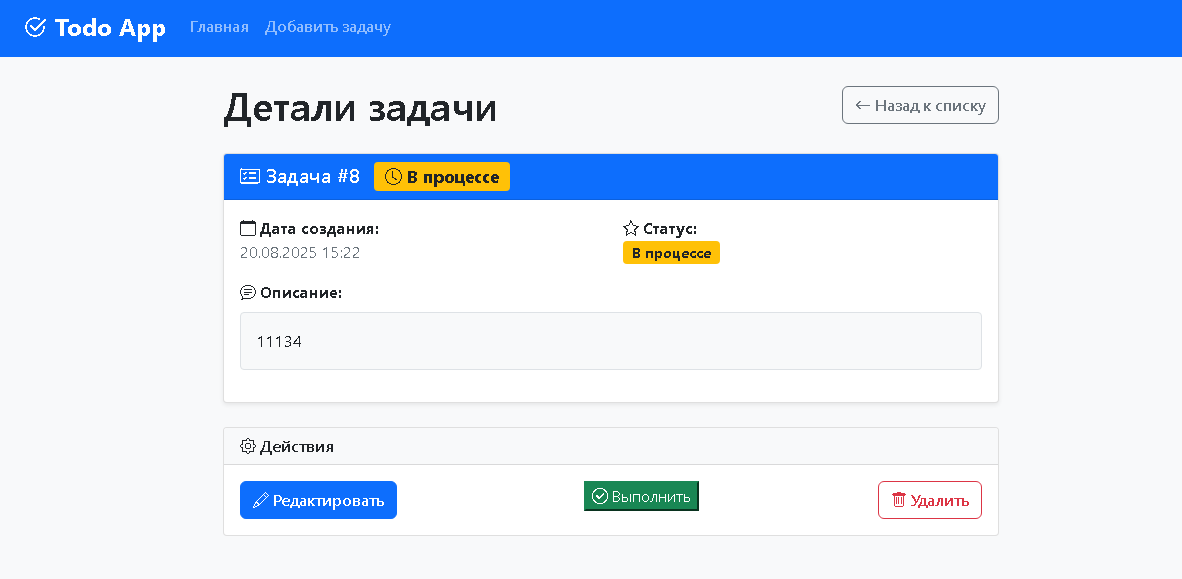 Todo App Главная Добавить задачу
Детали задачи
← Назад к списку
Задача #8 В процессе
Дата создания:
20.08.2025 15:22
Статус:
В процессе
Описание:
11134
Действия
Редактировать Выполнить Удалить